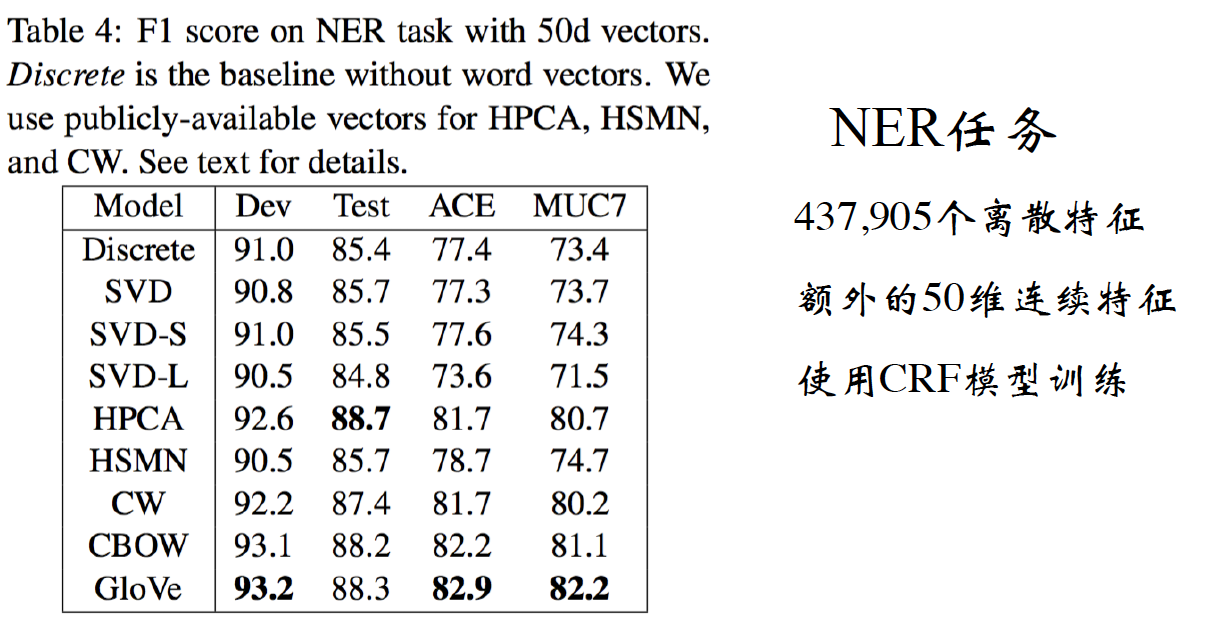 Table 4: F1 score on NER task with 50d vectors.
Discrete is the baseline without word vectors. We
use publicly-available vectors for HPCA, HSMN,
and CW. See text for details.
Model Dev Test ACE MUC7
Discrete 91.0 85.4 77.4 73.4
SVD 90.8 85.7 77.3 73.7
SVD-S 91.0 85.5 77.6 74.3
SVD-L 90.5 84.8 73.6 71.5
HPCA 92.6 88.7 81.7 80.7
HSMN 90.5 85.7 78.7 74.7
CW 92.2 87.4 81.7 80.2
CBOW 93.1 88.2 82.2 81.1
GloVe 93.2 88.3 82.9 82.2
NER任务
437,905个离散特征
额外的50维连续特征
使用CRF模型训练